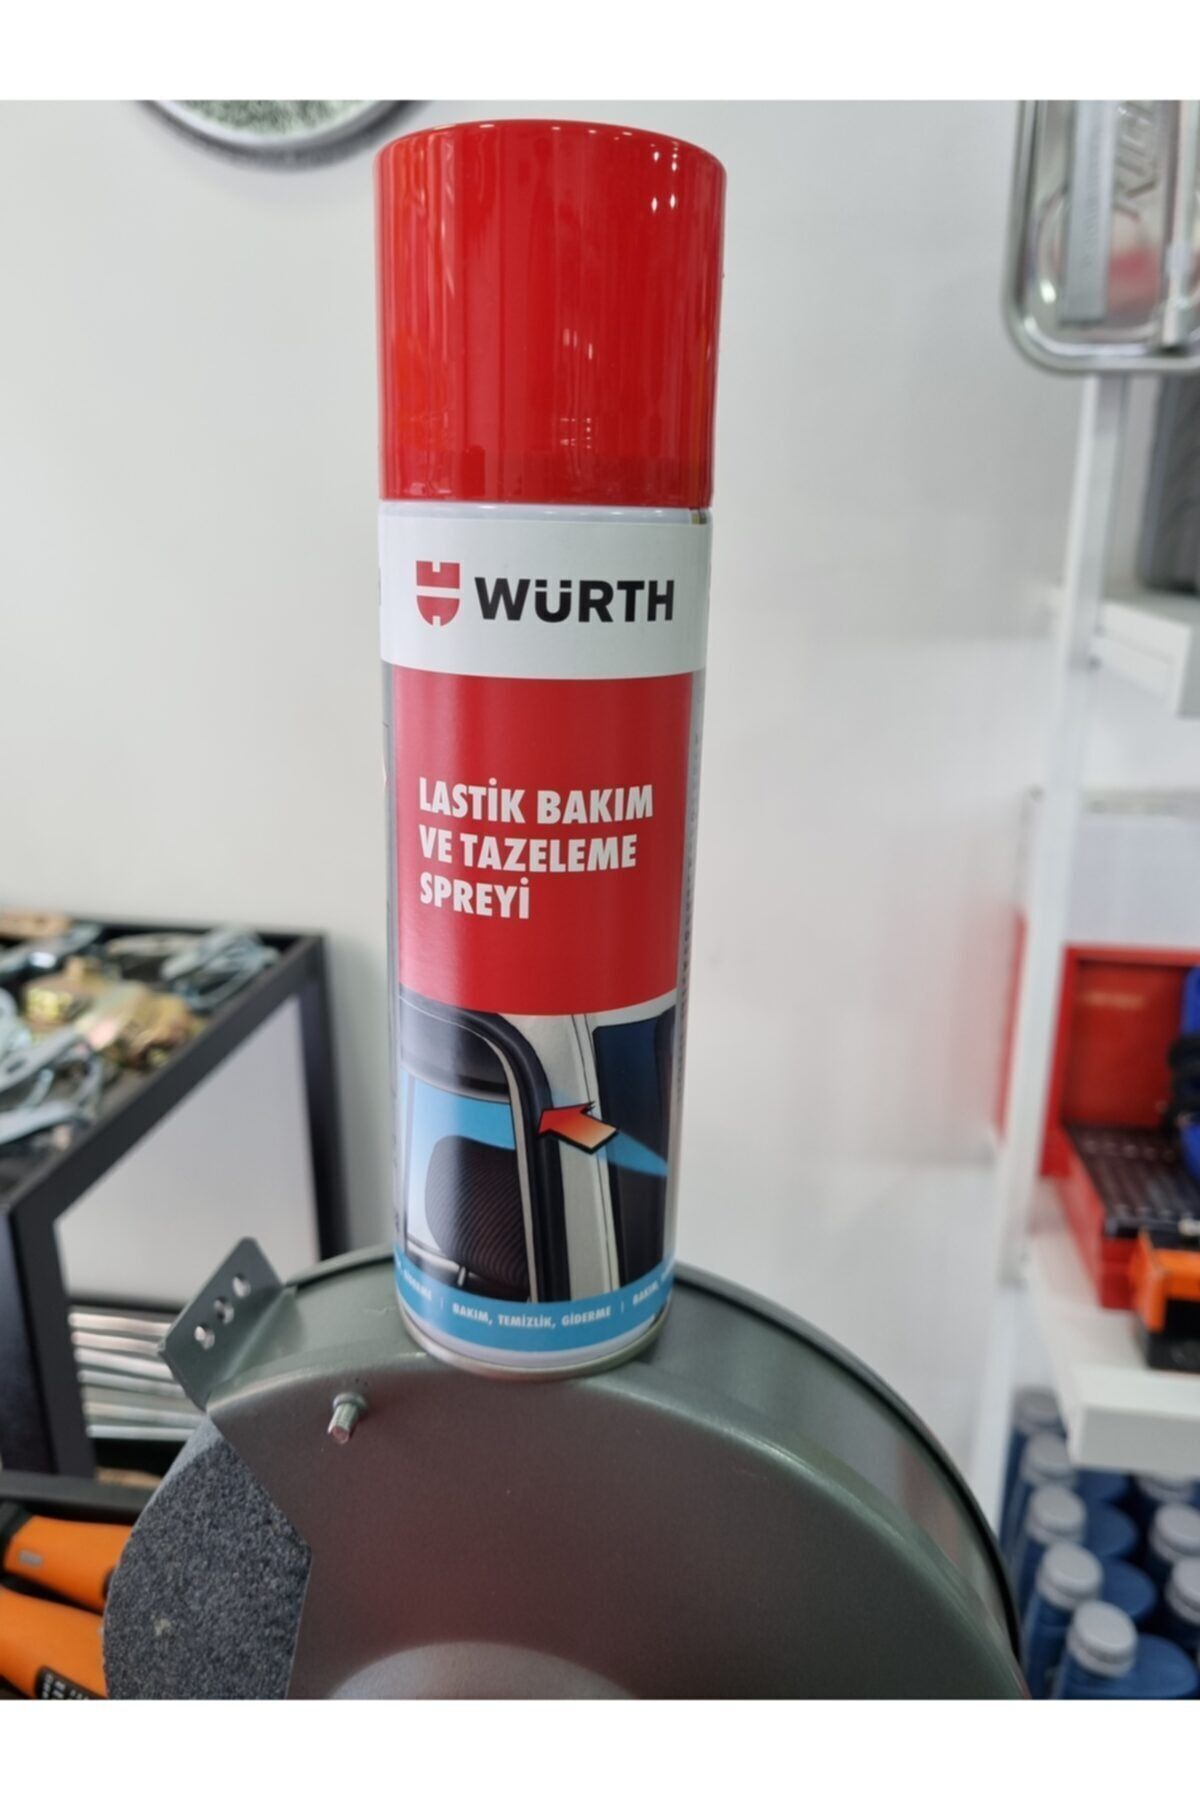 WÜRTH
LASTİK BAKIM
VE TAZELEME
SPREYİ
BAKIM, TEMİZLİK, GİDERME